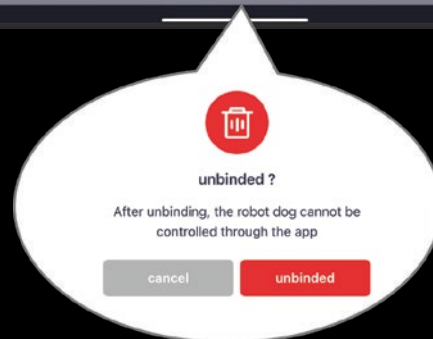 unbinded ?
After unbinding, the robot dog cannot be
controlled through the app
cancel
unbinded